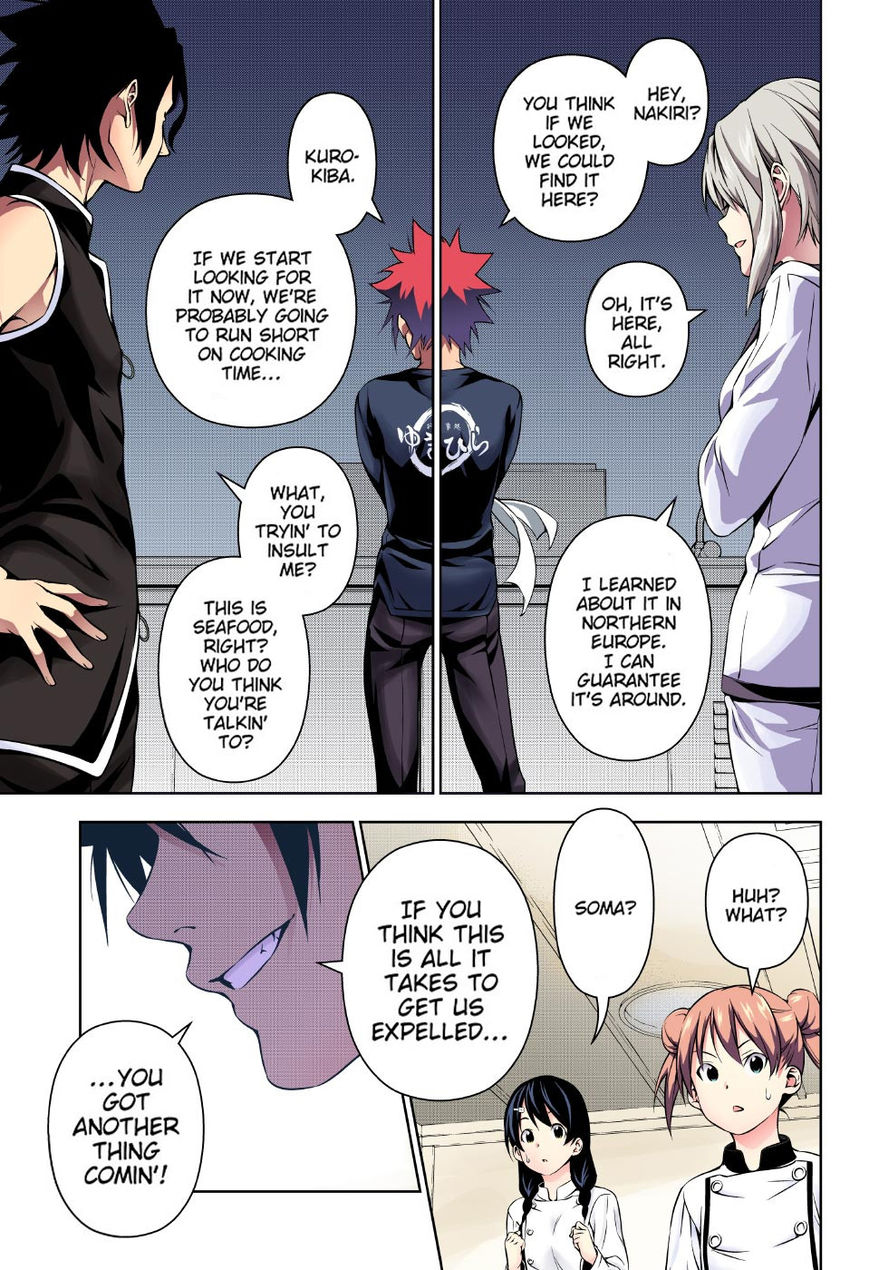 HEY,
NAKIRI?
YOU THINK
IF WE
LOOKED,
WE COULD
FIND IT
HERE?
OH, IT'S
HERE,
ALL
RIGHT.
I LEARNED
ABOUT IT IN
NORTHERN
EUROPE.
I CAN
GUARANTEE
IT'S AROUND.
KURO-
KIBA.
IF WE START
LOOKING FOR
IT NOW, WE'RE
PROBABLY GOING
TO RUN SHORT
ON COOKING
TIME...
ゆきひら
WHAT,
YOU
TRYIN' TO
INSULT
ME?
THIS IS
SEAFOOD,
RIGHT?
WHO DO
YOU THINK
YOU'RE
TALKIN'
TO?
HUH?
WHAT?
SOMA?
IF YOU
THINK THIS
IS ALL IT
TAKES TO
GET US
EXPELLED...
...YOU
GOT
ANOTHER
THING
COMIN'!